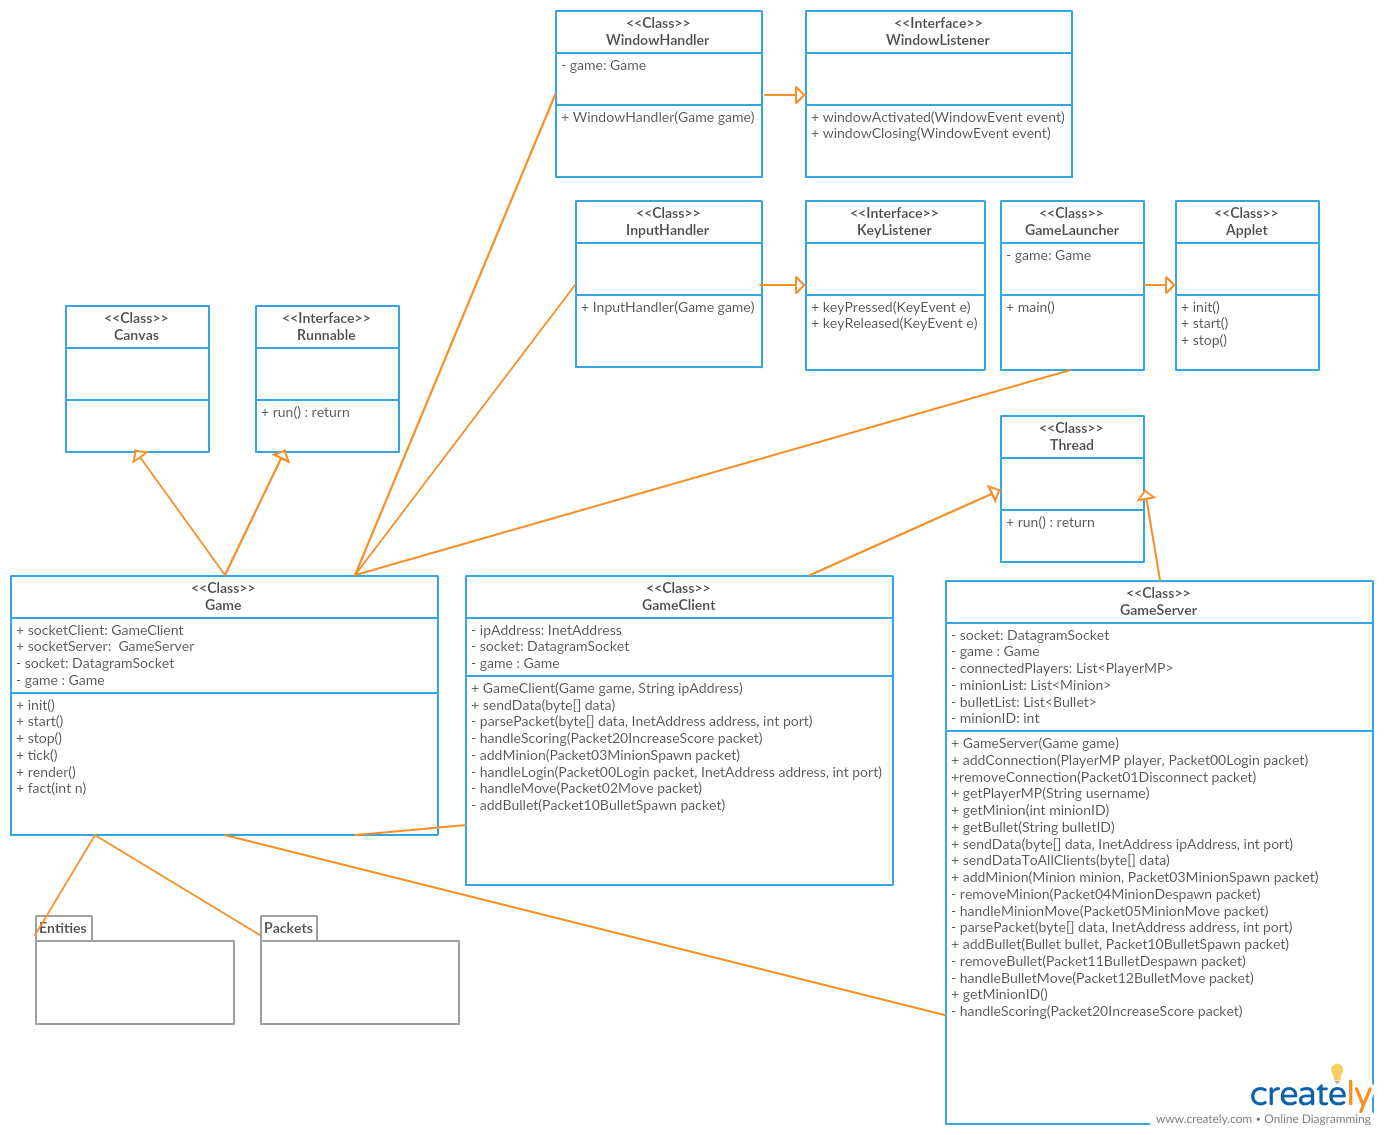 <<Class>>
WindowHandler
- game: Game
+ WindowHandler(Game game)
<<Interface>>
WindowListener
+ windowActivated(WindowEvent event)
+ windowClosing(WindowEvent event)
<<Class>>
InputHandler
+ InputHandler(Game game)
<<Interface>>
KeyListener
+ keyPressed(KeyEvent e)
+ keyReleased(KeyEvent e)
<<Class>>
GameLauncher
- game: Game
+ main()
<<Class>>
Applet
+ init()
+ start()
+ stop()
<<Class>>
Canvas
<<Interface>>
Runnable
+ run() : return
<<Class>>
Thread
+ run() : return
<<Class>>
Game
+ socketClient: GameClient
+ socketServer:  GameServer
- socket: DatagramSocket
- game : Game
+ init()
+ start()
+ stop()
+ tick()
+ render()
+ fact(int n)
<<Class>>
GameClient
- ipAddress: InetAddress
- socket: DatagramSocket
- game : Game
+ GameClient(Game game, String ipAddress)
+ sendData(byte[] data)
- parsePacket(byte[] data, InetAddress address, int port)
- handleScoring(Packet20IncreaseScore packet)
- addMinion(Packet03MinionSpawn packet)
- handleLogin(Packet00Login packet, InetAddress address, int port)
- handleMove(Packet02Move packet)
- addBullet(Packet10BulletSpawn packet)
<<Class>>
GameServer
- socket: DatagramSocket
- game : Game
- connectedPlayers: List<PlayerMP>
- minionList: List<Minion>
- bulletList: List<Bullet>
- minionID: int
+ GameServer(Game game)
+ addConnection(PlayerMP player, Packet00Login packet)
+removeConnection(Packet01Disconnect packet)
+ getPlayerMP(String username)
+ getMinion(int minionID)
+ getBullet(String bulletID)
+ sendData(byte[] data, InetAddress ipAddress, int port)
+ sendDataToAllClients(byte[] data)
+ addMinion(Minion minion, Packet03MinionSpawn packet)
- removeMinion(Packet04MinionDespawn packet)
- handleMinionMove(Packet05MinionMove packet)
- parsePacket(byte[] data, InetAddress address, int port)
+ addBullet(Bullet bullet, Packet10BulletSpawn packet)
- removeBullet(Packet11BulletDespawn packet)
- handleBulletMove(Packet12BulletMove packet)
+ getMinionID()
- handleScoring(Packet20IncreaseScore packet)
Entities
Packets
creately
www.creately.com • Online Diagramming